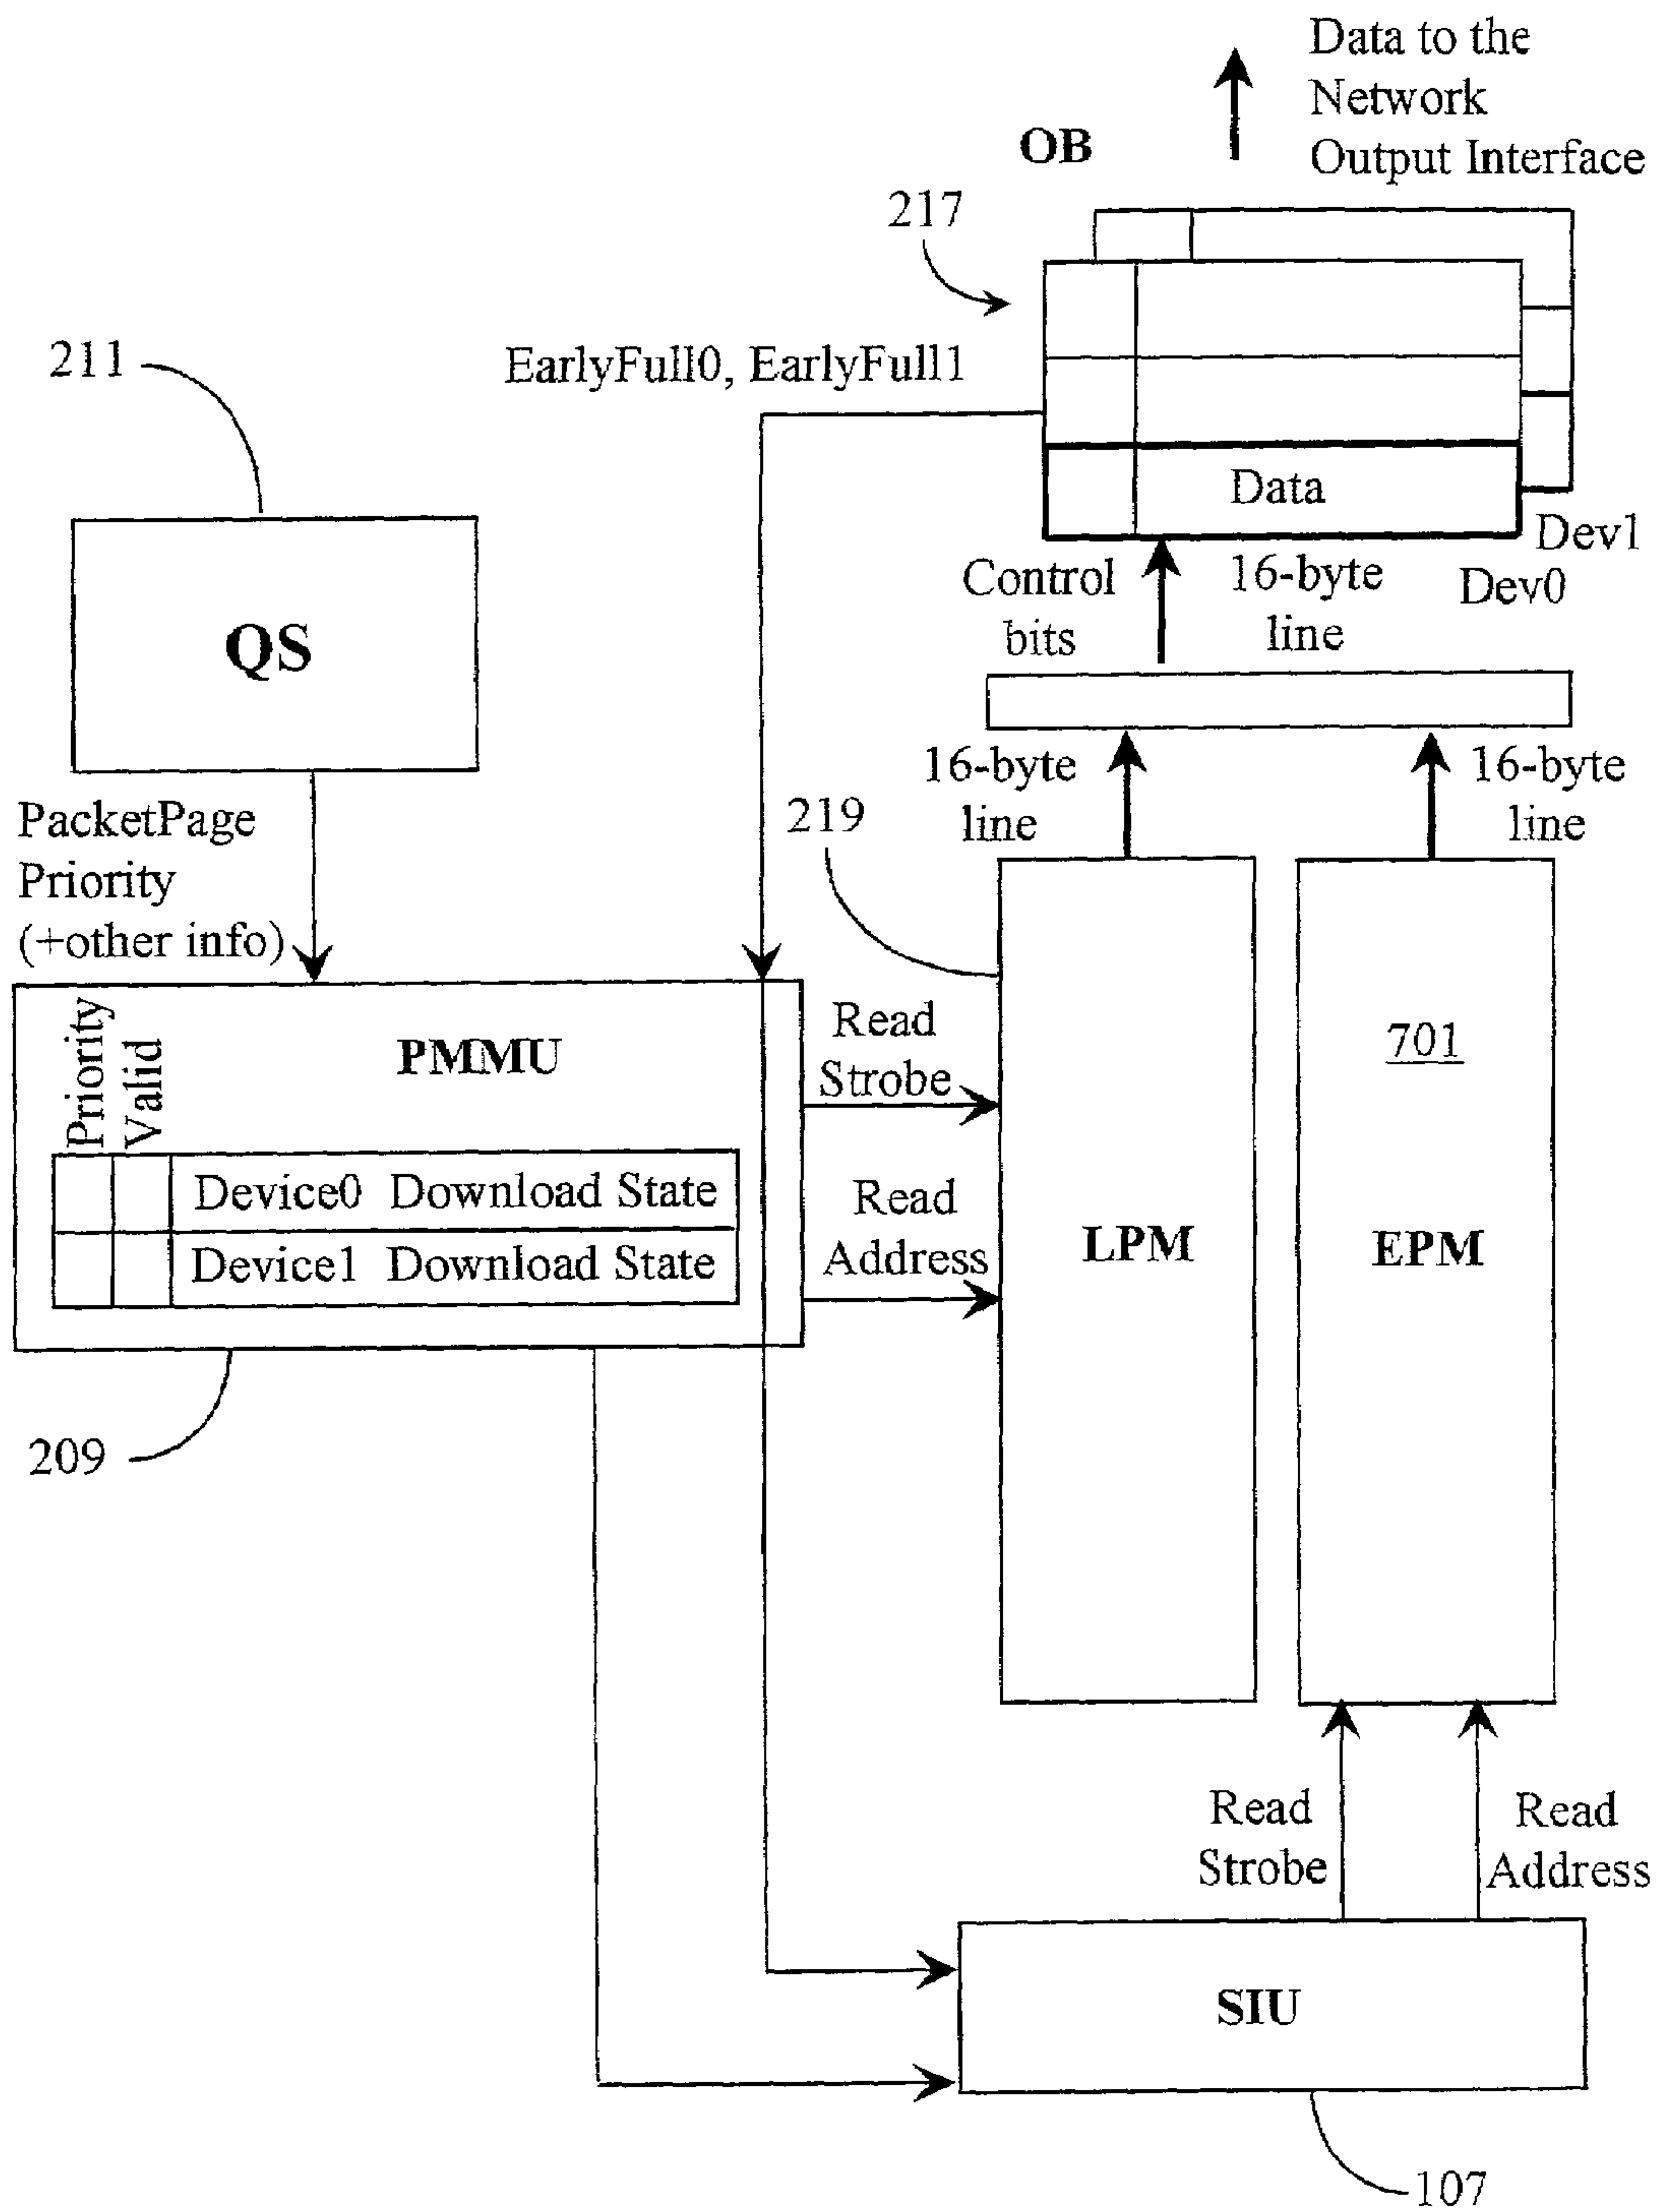 Data to the
Network
Output Interface
OB
217
211
EarlyFull0, EarlyFull1
Data
Dev1
Dev0
Control
bits
16-byte
line
QS
PacketPage
Priority
(+other info)
219
16-byte
line
16-byte
line
Priority
Valid
PMMU
Device0 Download State
Device1 Download State
Read
Strobe
Read
Address
LPM
701
EPM
209
Read
Strobe
Read
Address
SIU
107